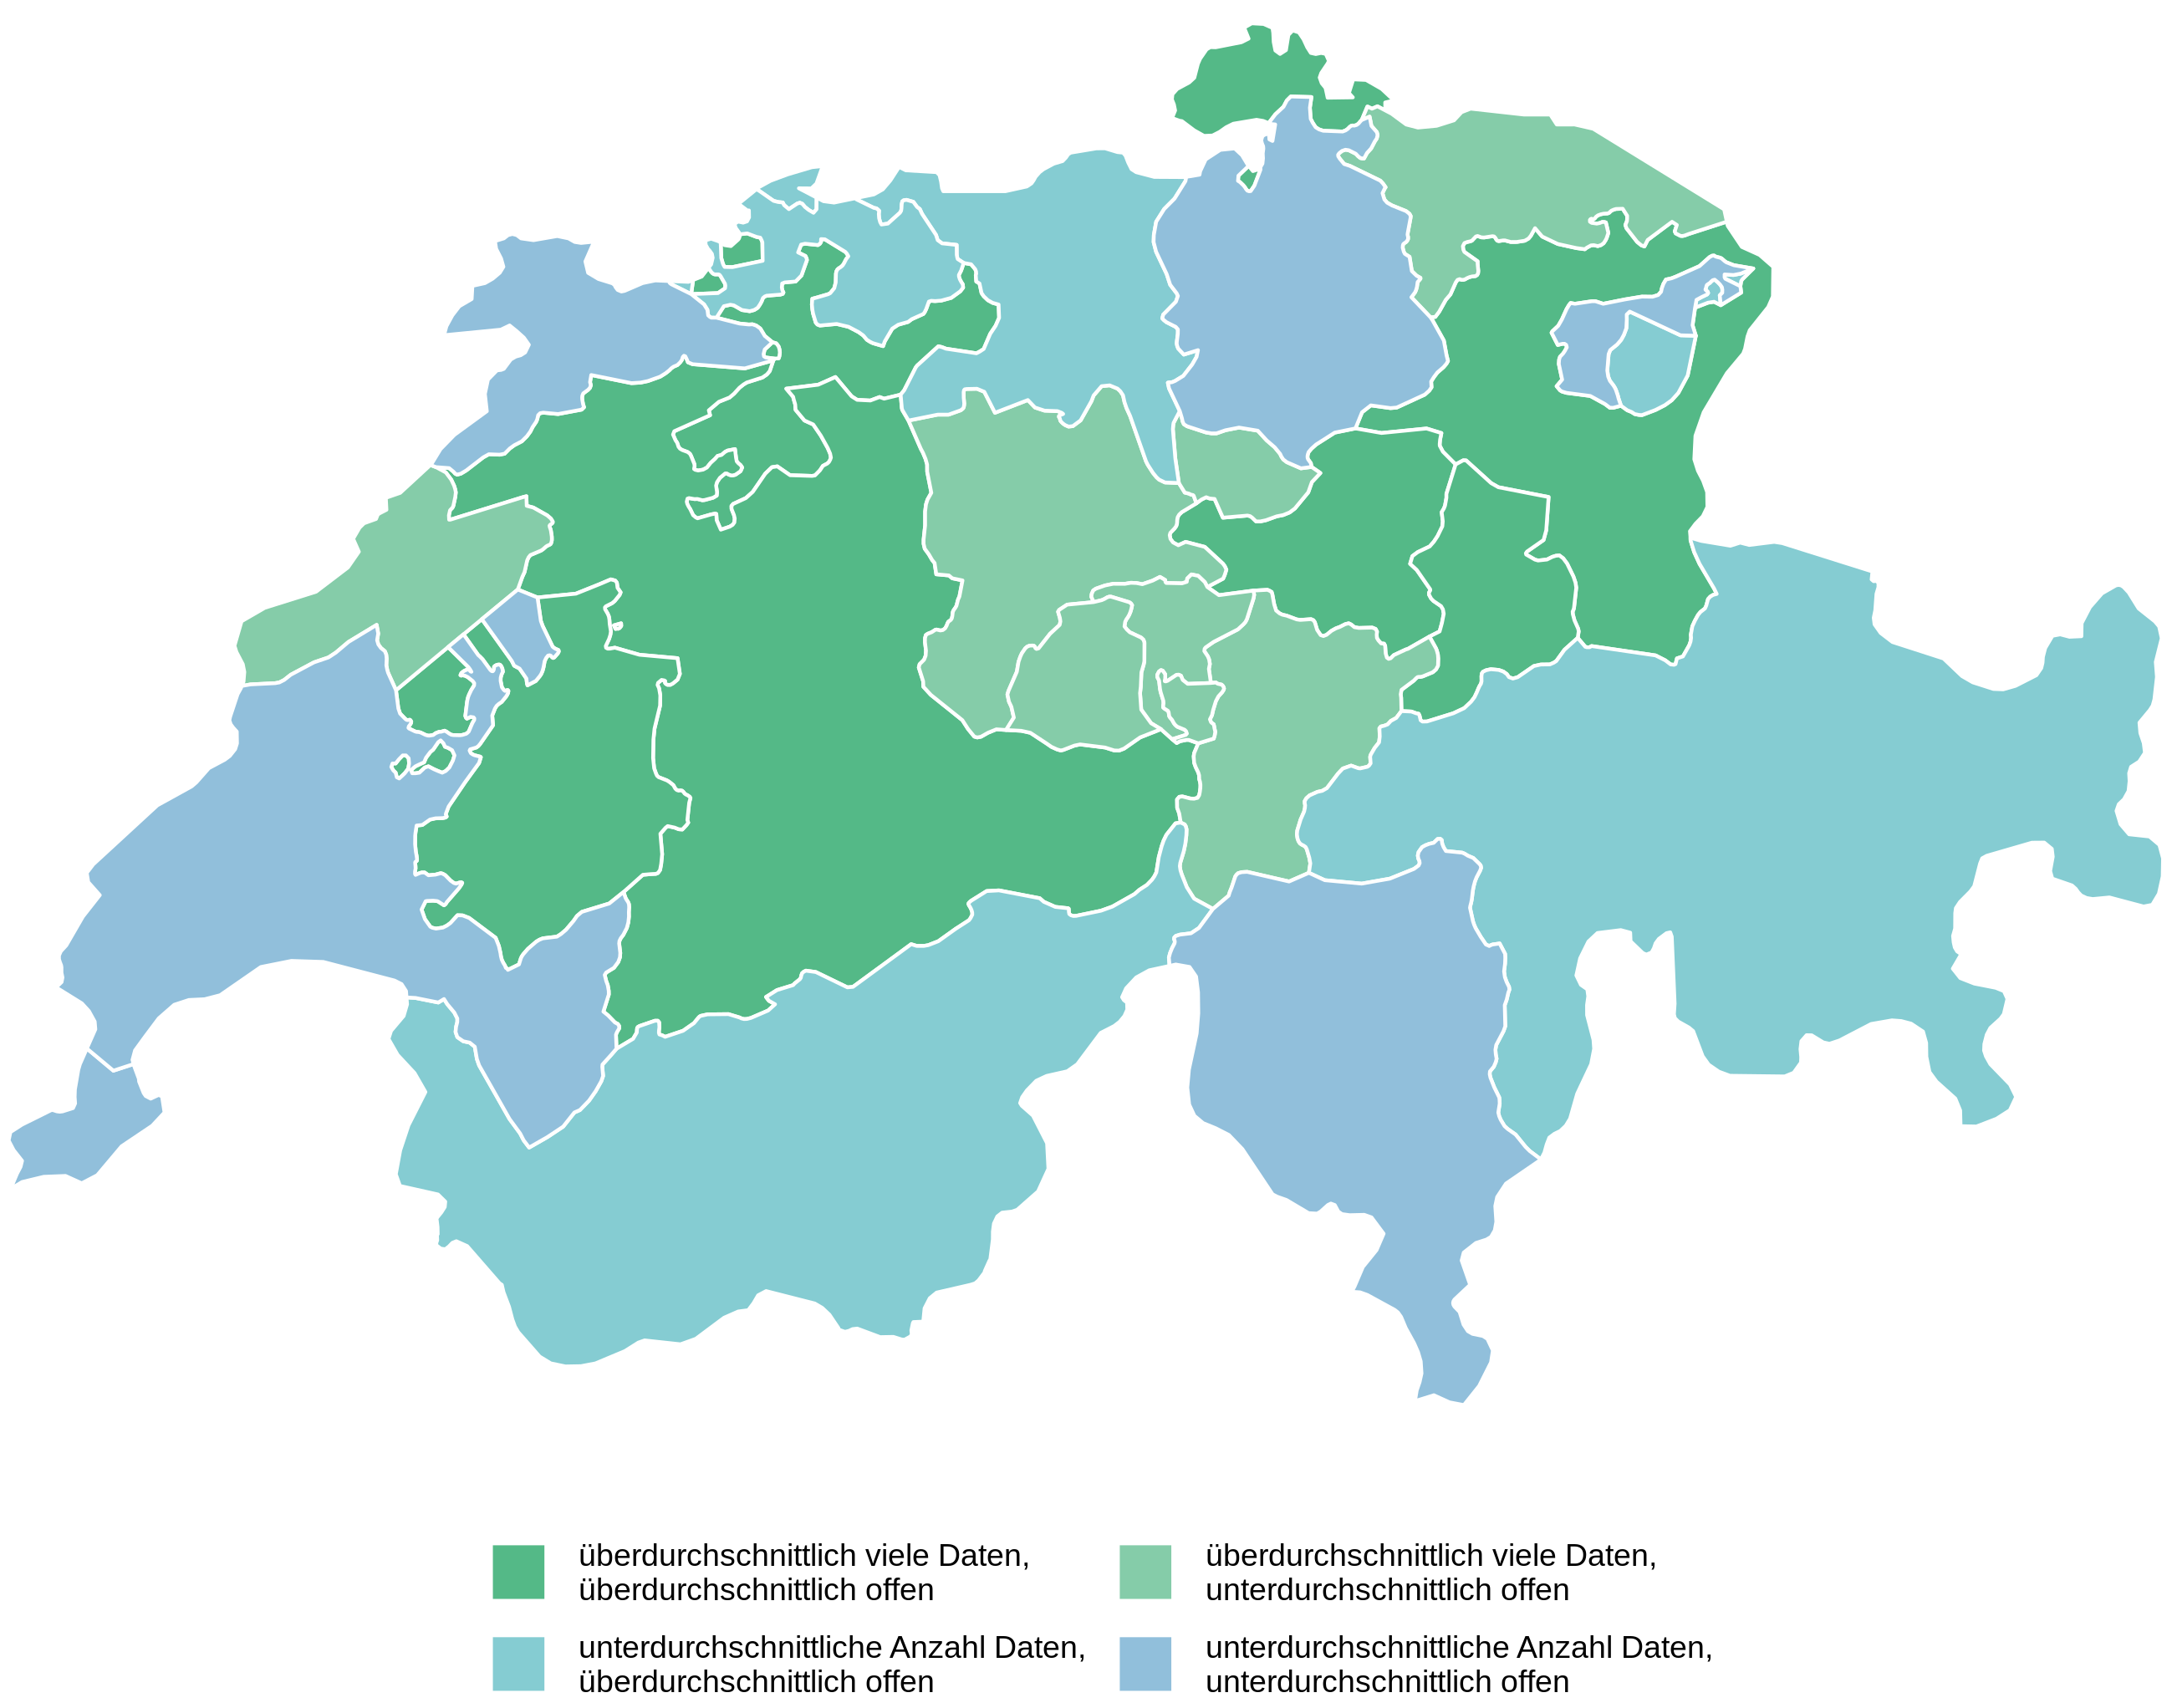 überdurchschnittlich viele Daten,
überdurchschnittlich offen
überdurchschnittlich viele Daten,
unterdurchschnittlich offen
unterdurchschnittliche Anzahl Daten,
überdurchschnittlich offen
unterdurchschnittliche Anzahl Daten,
unterdurchschnittlich offen